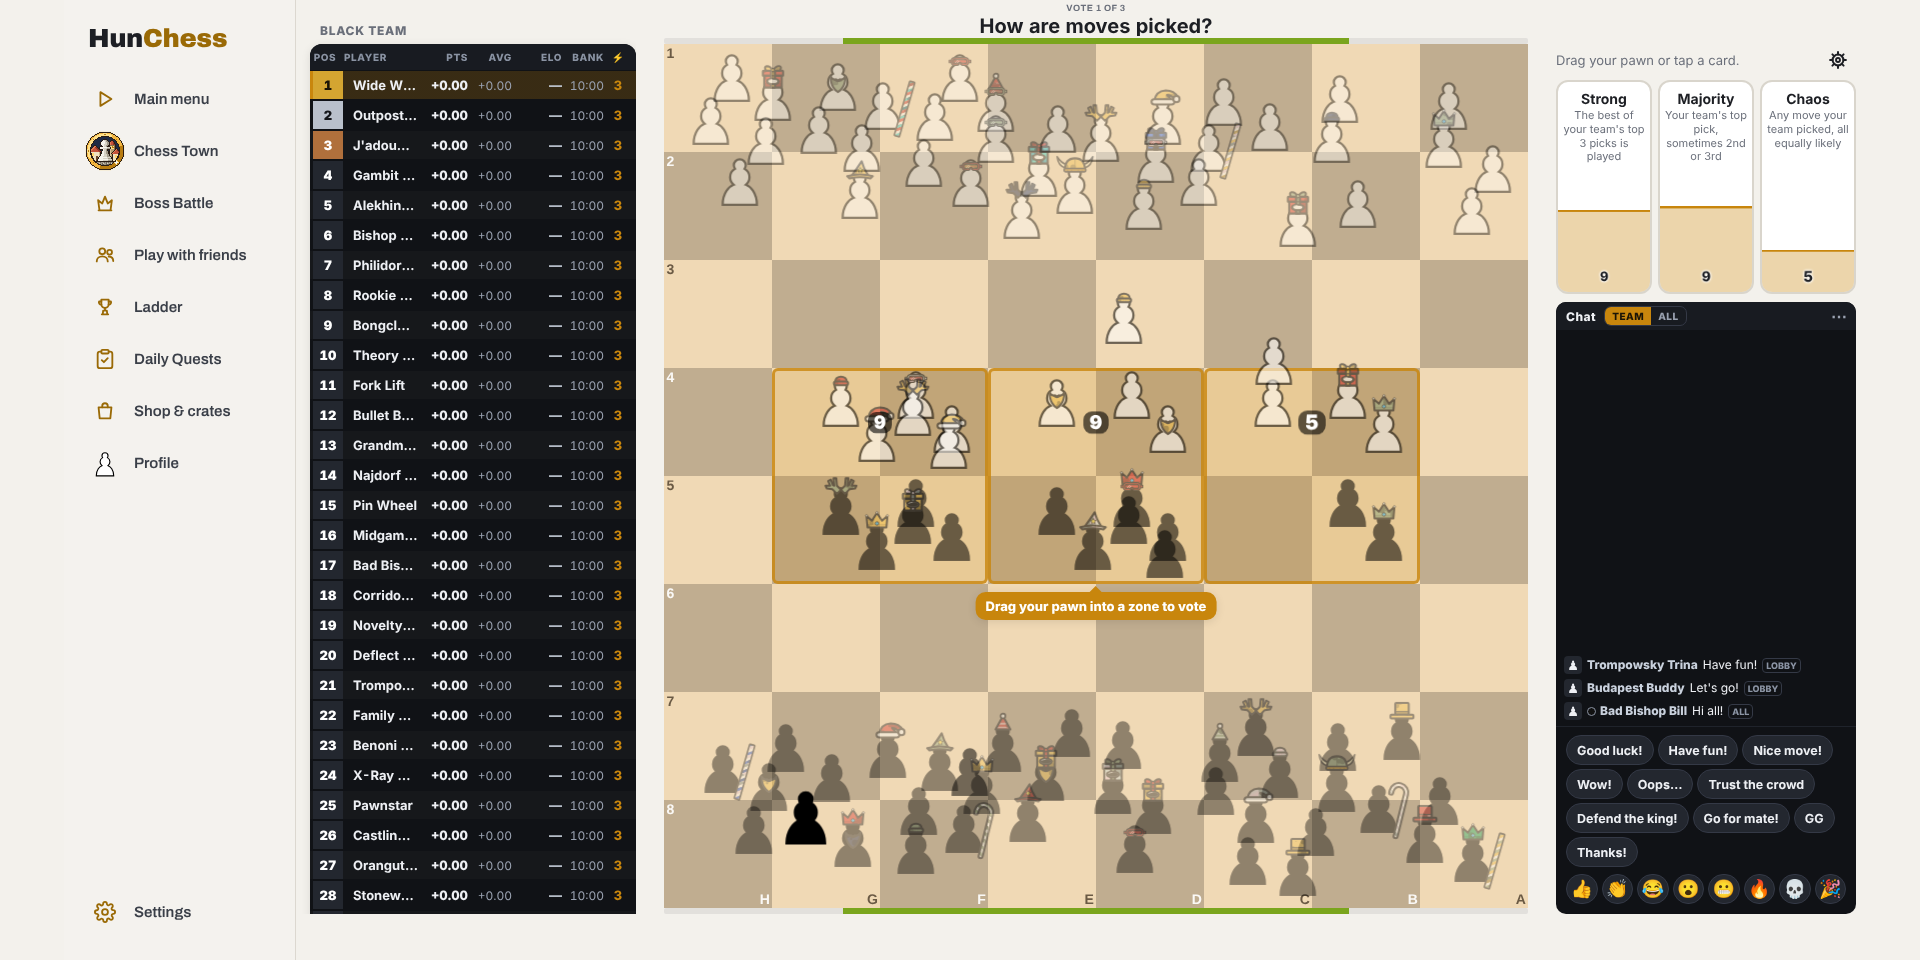 HunChess
Main menu
Chess Town
Boss Battle
Play with friends
Ladder
Daily Quests
Shop & crates
Profile
Settings
BLACK TEAM
POS PLAYER PTS AVG ELO BANK ⚡
1 Wide W... +0.00 +0.00 — 10:00 3
2 Outpost... +0.00 +0.00 — 10:00 3
3 J'adou... +0.00 +0.00 — 10:00 3
4 Gambit ... +0.00 +0.00 — 10:00 3
5 Alekhin... +0.00 +0.00 — 10:00 3
6 Bishop ... +0.00 +0.00 — 10:00 3
7 Philidor... +0.00 +0.00 — 10:00 3
8 Rookie ... +0.00 +0.00 — 10:00 3
9 Bongcl... +0.00 +0.00 — 10:00 3
10 Theory ... +0.00 +0.00 — 10:00 3
11 Fork Lift +0.00 +0.00 — 10:00 3
12 Bullet B... +0.00 +0.00 — 10:00 3
13 Grandm... +0.00 +0.00 — 10:00 3
14 Najdorf ... +0.00 +0.00 — 10:00 3
15 Pin Wheel +0.00 +0.00 — 10:00 3
16 Midgam... +0.00 +0.00 — 10:00 3
17 Bad Bis... +0.00 +0.00 — 10:00 3
18 Corrido... +0.00 +0.00 — 10:00 3
19 Novelty... +0.00 +0.00 — 10:00 3
20 Deflect ... +0.00 +0.00 — 10:00 3
21 Trompo... +0.00 +0.00 — 10:00 3
22 Family ... +0.00 +0.00 — 10:00 3
23 Benoni ... +0.00 +0.00 — 10:00 3
24 X-Ray ... +0.00 +0.00 — 10:00 3
25 Pawnstar +0.00 +0.00 — 10:00 3
26 Castlin... +0.00 +0.00 — 10:00 3
27 Orangut... +0.00 +0.00 — 10:00 3
28 Stonew... +0.00 +0.00 — 10:00 3
VOTE 1 OF 3
How are moves picked?
1
2
3
4
9 9 5
5
Drag your pawn into a zone to vote
6
7
8
H G F E D C B A
Drag your pawn or tap a card.
Strong
The best of
your team's top
3 picks is
played
9
Majority
Your team's top
pick,
sometimes 2nd
or 3rd
9
Chaos
Any move your
team picked, all
equally likely
5
Chat TEAM ALL ...
Trompowsky Trina Have fun! LOBBY
Budapest Buddy Let's go! LOBBY
Bad Bishop Bill Hi all! ALL
Good luck! Have fun! Nice move!
Wow! Oops... Trust the crowd
Defend the king! Go for mate! GG
Thanks!